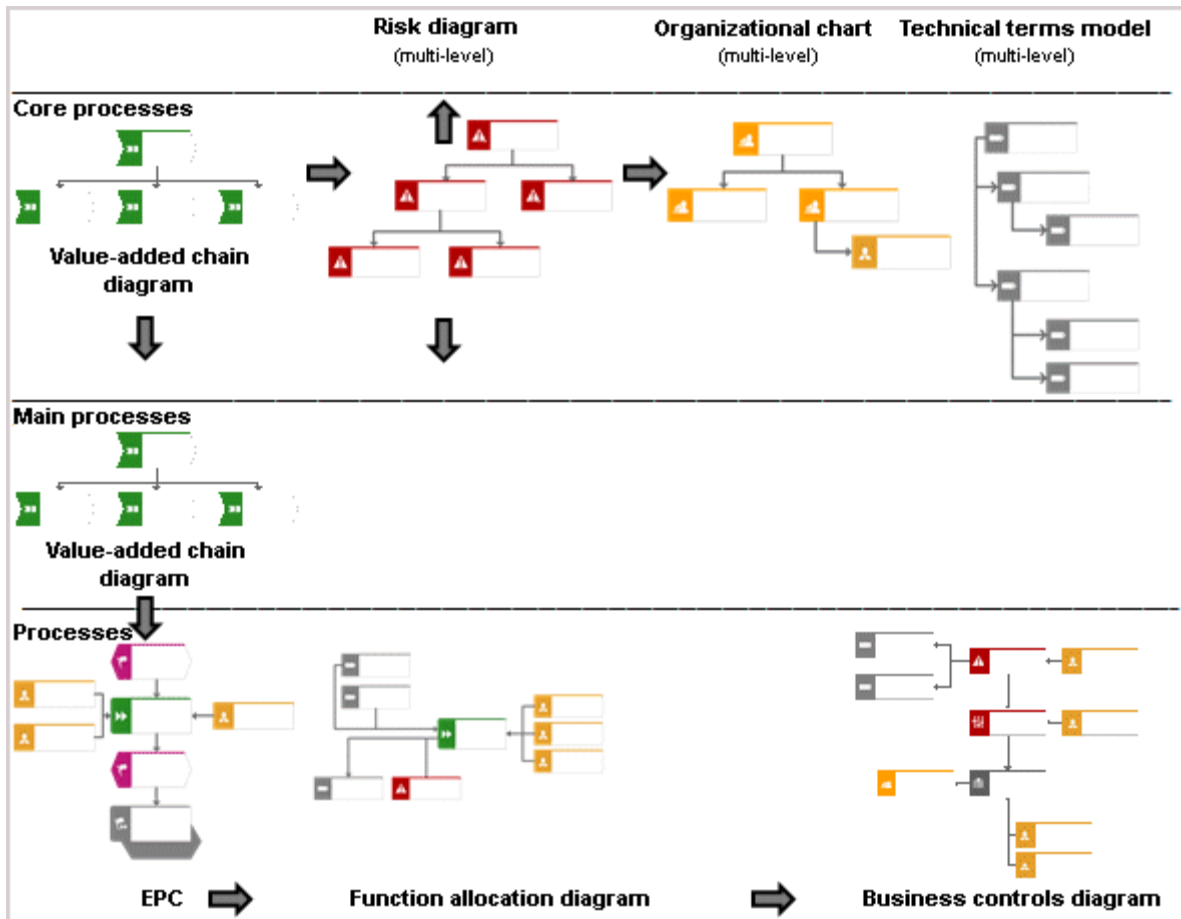 Risk diagram
(multi-level)
Organizational chart
(multi-level)
Technical terms model
(multi-level)
Core processes
Value-added chain
diagram
Main processes
Value-added chain
diagram
Processes
EPC
Function allocation diagram
Business controls diagram